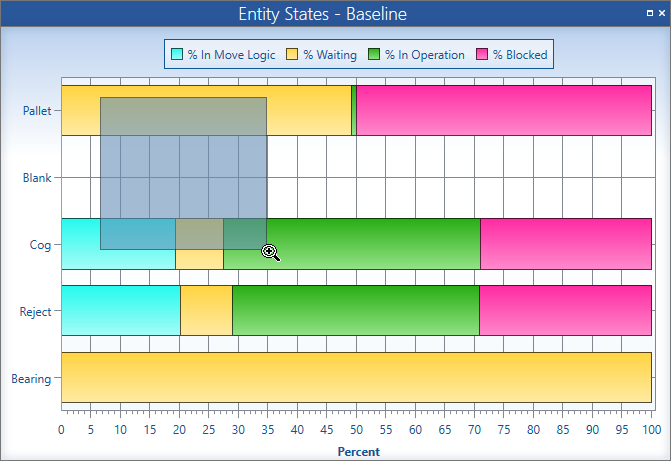 Entity States - Baseline
% In Move Logic % Waiting % In Operation % Blocked
Pallet
Blank
Cog
Reject
Bearing
0 5 10 15 20 25 30 35 40 45 50 55 60 65 70 75 80 85 90 95 100
Percent